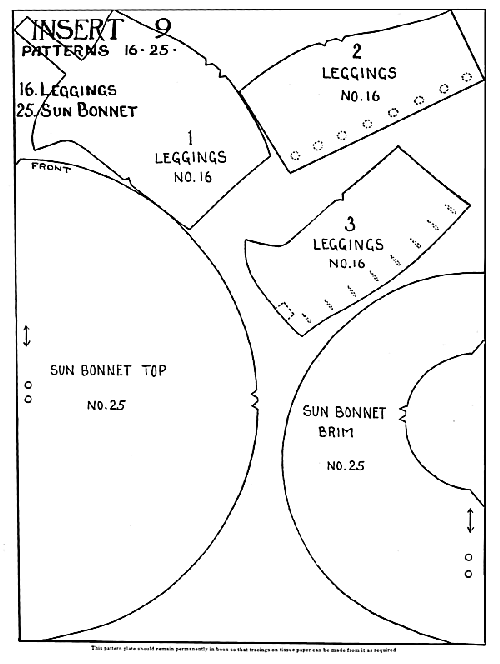 INSERT 9
PATTERNS 16-25-
16. LEGGINGS
25. SUN BONNET
1
LEGGINGS
NO.16
2
LEGGINGS
NO.16
3
LEGGINGS
NO.16
FRONT
SUN BONNET TOP
NO.25
SUN BONNET
BRIM
NO.25
This pattern plate should remain permanently in book so that tracings on tissue paper can be made from it as required